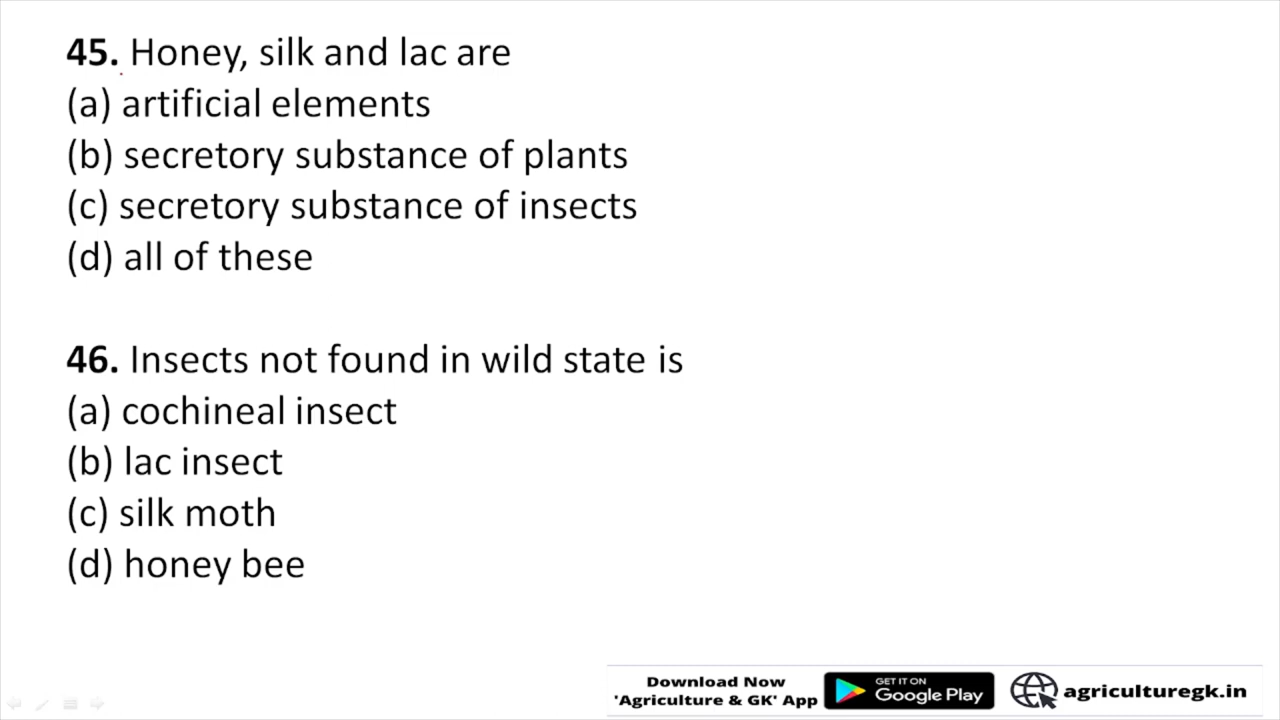 45. Honey, silk and lac are
(a) artificial elements
(b) secretory substance of plants
(c) secretory substance of insects
(d) all of these
46. Insects not found in wild state is
(a) cochineal insect
(b) lac insect
(c) silk moth
(d) honey bee
Download Now
'Agriculture & GK' App
GET IT ON
Google Play
agriculturegk.in